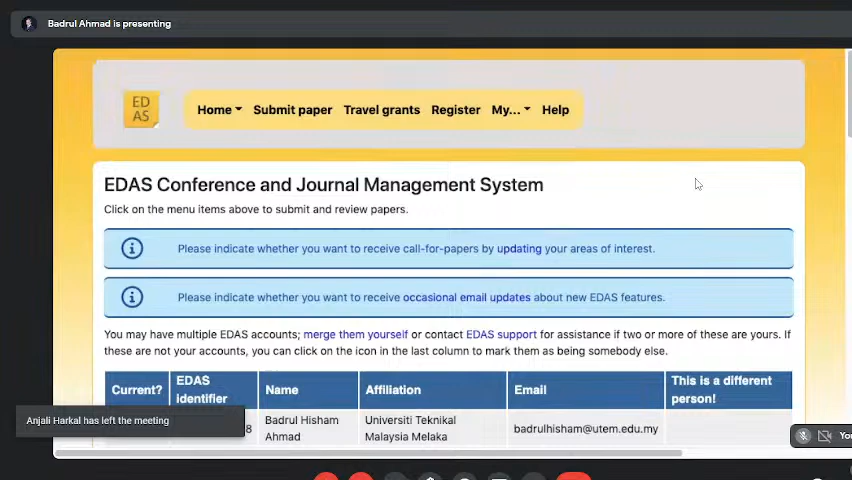 Badrul Ahmad is presenting
ED
AS
Home Submit paper Travel grants Register My... Help
EDAS Conference and Journal Management System
Click on the menu items above to submit and review papers.
Please indicate whether you want to receive call-for-papers by updating your areas of interest.
Please indicate whether you want to receive occasional email updates about new EDAS features.
You may have multiple EDAS accounts; merge them yourself or contact EDAS support for assistance if two or more of these are yours. If
these are not your accounts, you can click on the icon in the last column to mark them as being somebody else.
Current? EDAS identifier Name Affiliation Email This is a different person!
8 Badrul Hisham Ahmad Universiti Teknikal Malaysia Melaka badrulhisham@utem.edu.my
Anjali Harkal has left the meeting